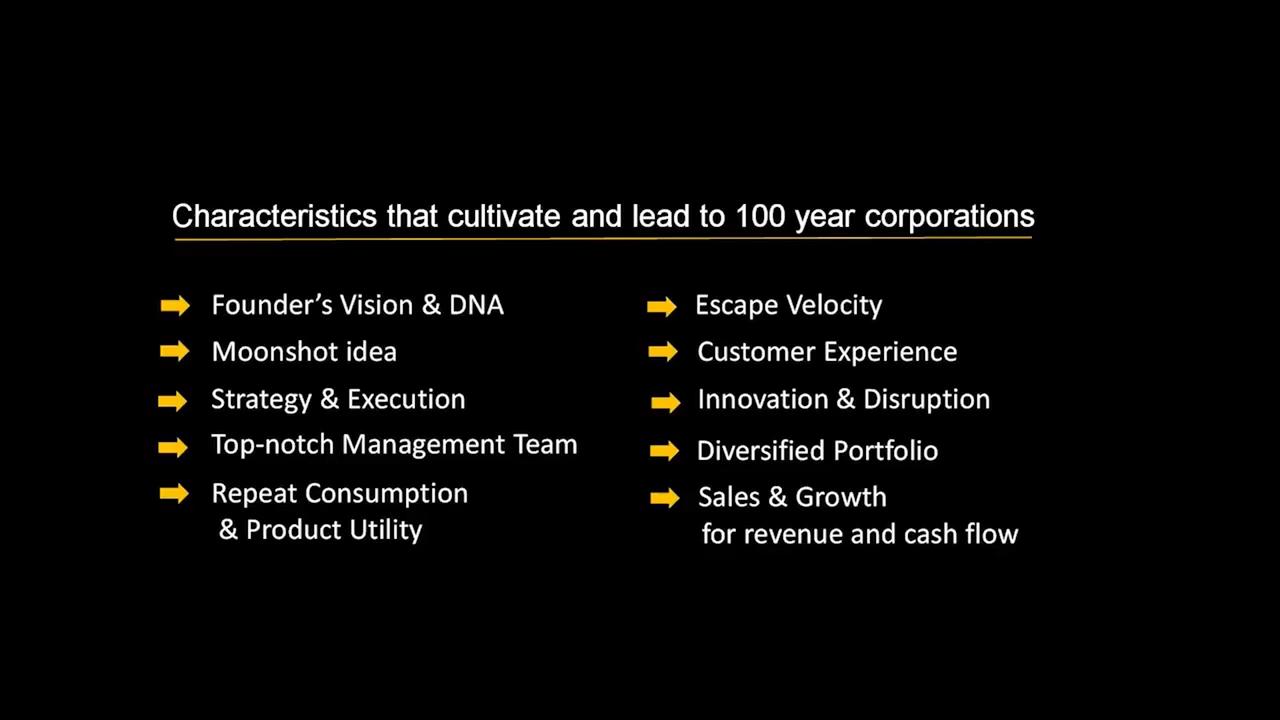 Characteristics that cultivate and lead to 100 year corporations
Founder’s Vision & DNA
Moonshot idea
Strategy & Execution
Top-notch Management Team
Repeat Consumption
& Product Utility
Escape Velocity
Customer Experience
Innovation & Disruption
Diversified Portfolio
Sales & Growth
for revenue and cash flow